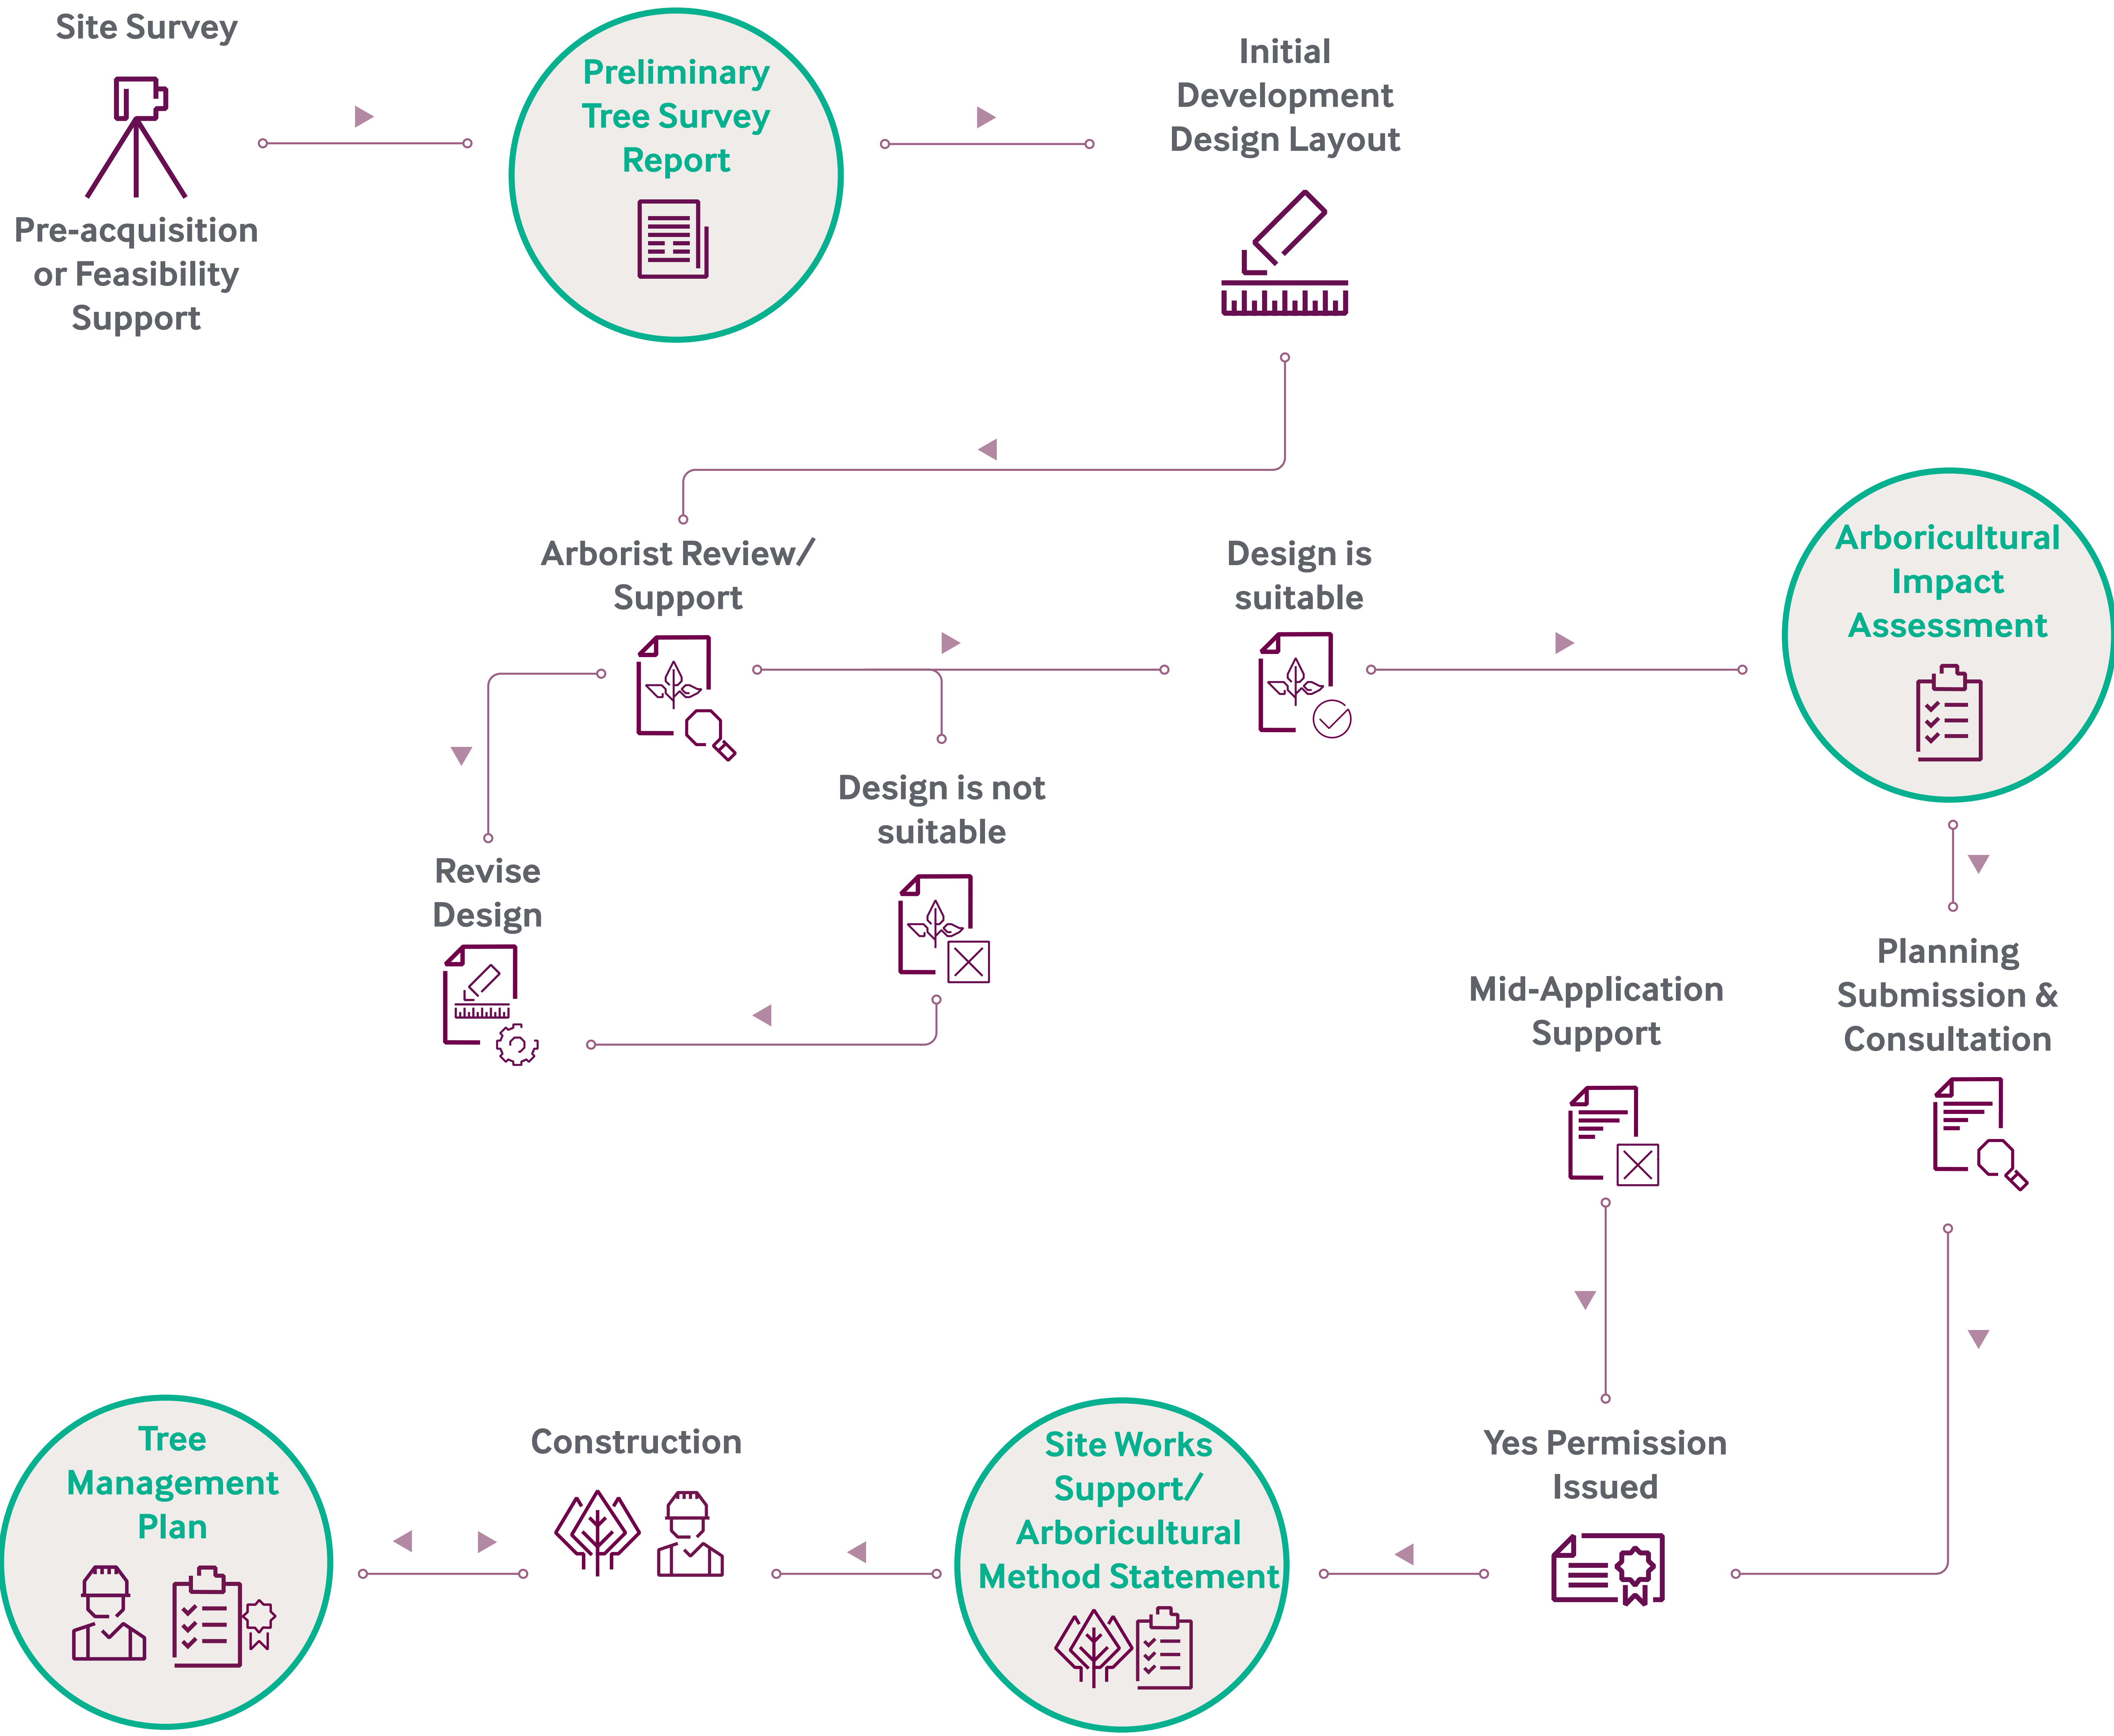 Site Survey
Pre-acquisition
or Feasibility
Support
Preliminary
Tree Survey
Report
Initial
Development
Design Layout
Arborist Review/
Support
Design is
suitable
Arboricultural
Impact
Assessment
Design is not
suitable
Revise
Design
Mid-Application
Support
Planning
Submission &
Consultation
Yes Permission
Issued
Site Works
Support/
Arboricultural
Method Statement
Construction
Tree
Management
Plan